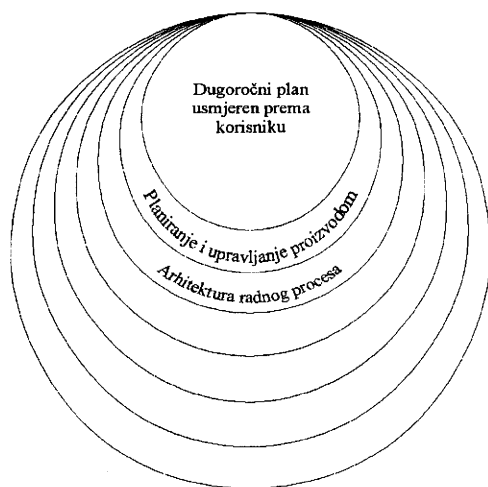 Dugoročni plan
usmjeren prema
korisniku
Planiranje i upravljanje proizvodom
Arhitektura radnog procesa